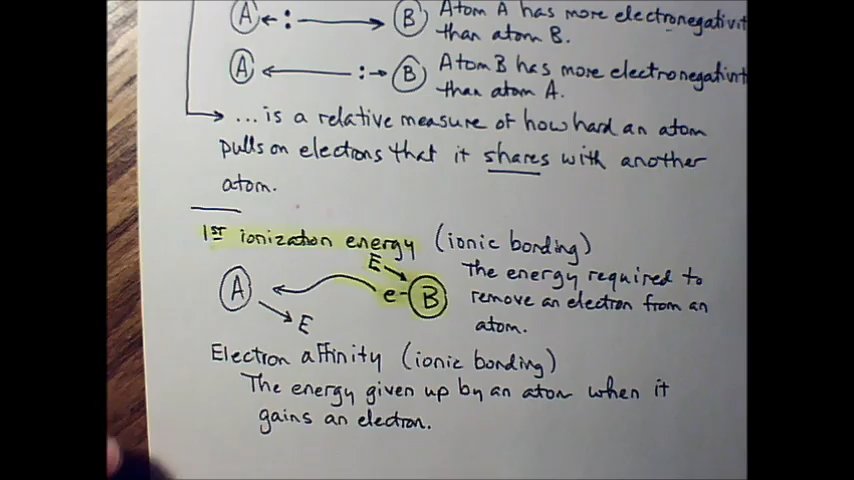 A : B Atom A has more electronegativit
than atom B.
A : B Atom B has more electronegativit
than atom A.
... is a relative measure of how hard an atom
pulls on electrons that it shares with another
atom.
1ST ionization energy (ionic bonding)
E
The energy required to
A e- B remove an electron from an
E atom.
Electron affinity (ionic bonding)
The energy given up by an atom when it
gains an electron.